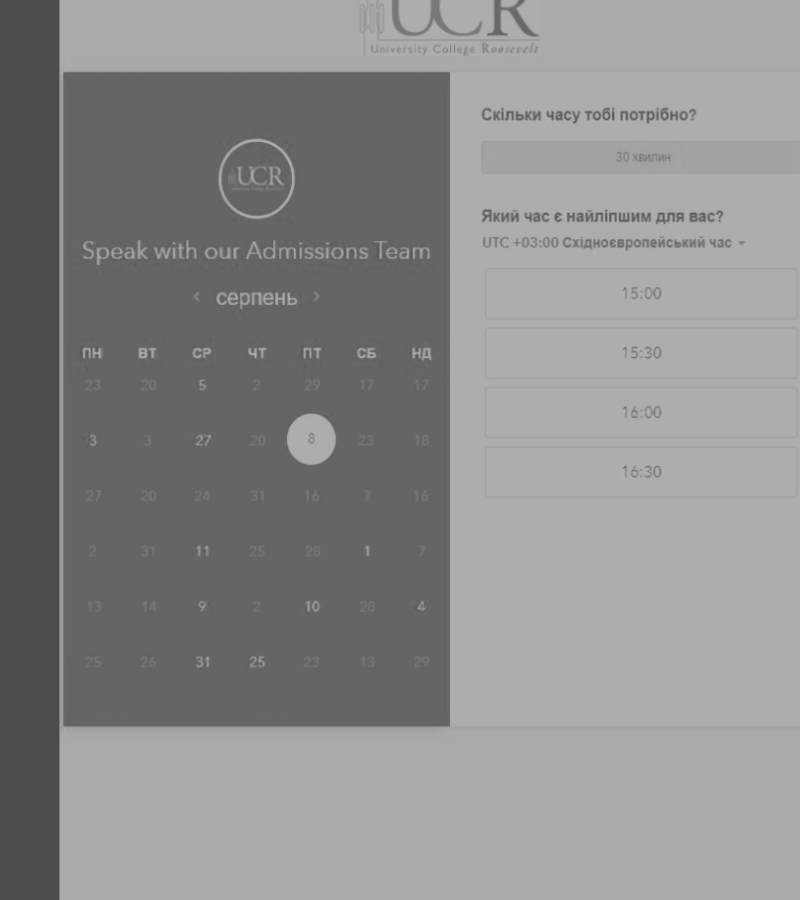 UCR
University College Roosevelt
UCR
Speak with our Admissions Team
‹ серпень ›
ПН ВТ СР ЧТ ПТ СБ НД
23 20 5 2 29 17 17
3 3 27 20 8 23 18
27 20 24 31 16 7 16
2 31 11 25 28 1 7
13 14 9 2 10 28 4
25 26 31 25 23 13 29
Скільки часу тобі потрібно?
30 хвилин
Який час є найліпшим для вас?
UTC +03:00 Східноєвропейський час
15:00
15:30
16:00
16:30